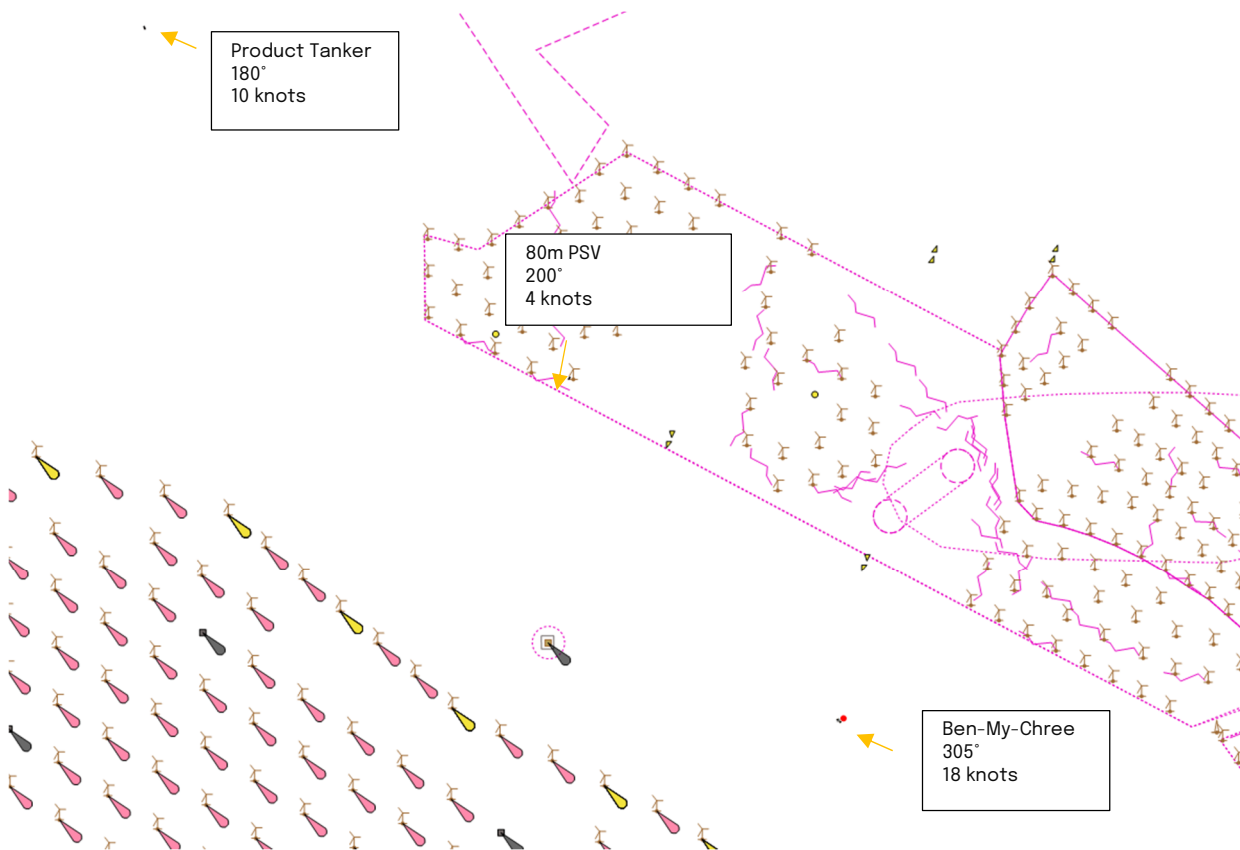 Product Tanker
180°
10 knots
80m PSV
200°
4 knots
Ben-My-Chree
305°
18 knots